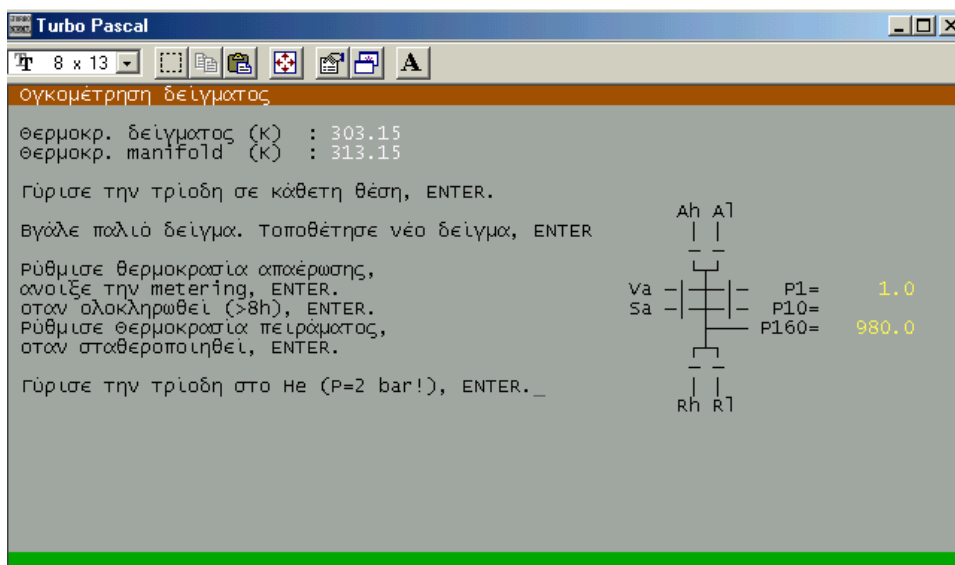 Turbo Pascal
8 x 13
A
Ογκομέτρηση δείγματος
Θερμοκρ. δείγματος (K) : 303.15
Θερμοκρ. manifold (K) : 313.15
Γύρισε την τρίοδη σε κάθετη θέση, ENTER.
Βγάλε παλιό δείγμα. Τοποθέτησε νέο δείγμα, ENTER
Ρύθμισε θερμοκρασία απαέρωσης,
ανοιξε την metering, ENTER.
οταν ολοκληρωθεί (>8h), ENTER.
Ρύθμισε Θερμοκρασία πειράματος,
οταν σταθεροποιηθεί, ENTER.
Γύρισε την τρίοδη στο He (P=2 bar!), ENTER._
Ah Al
Va P1= 1.0
Sa P10=
P160= 980.0
Rh Rl